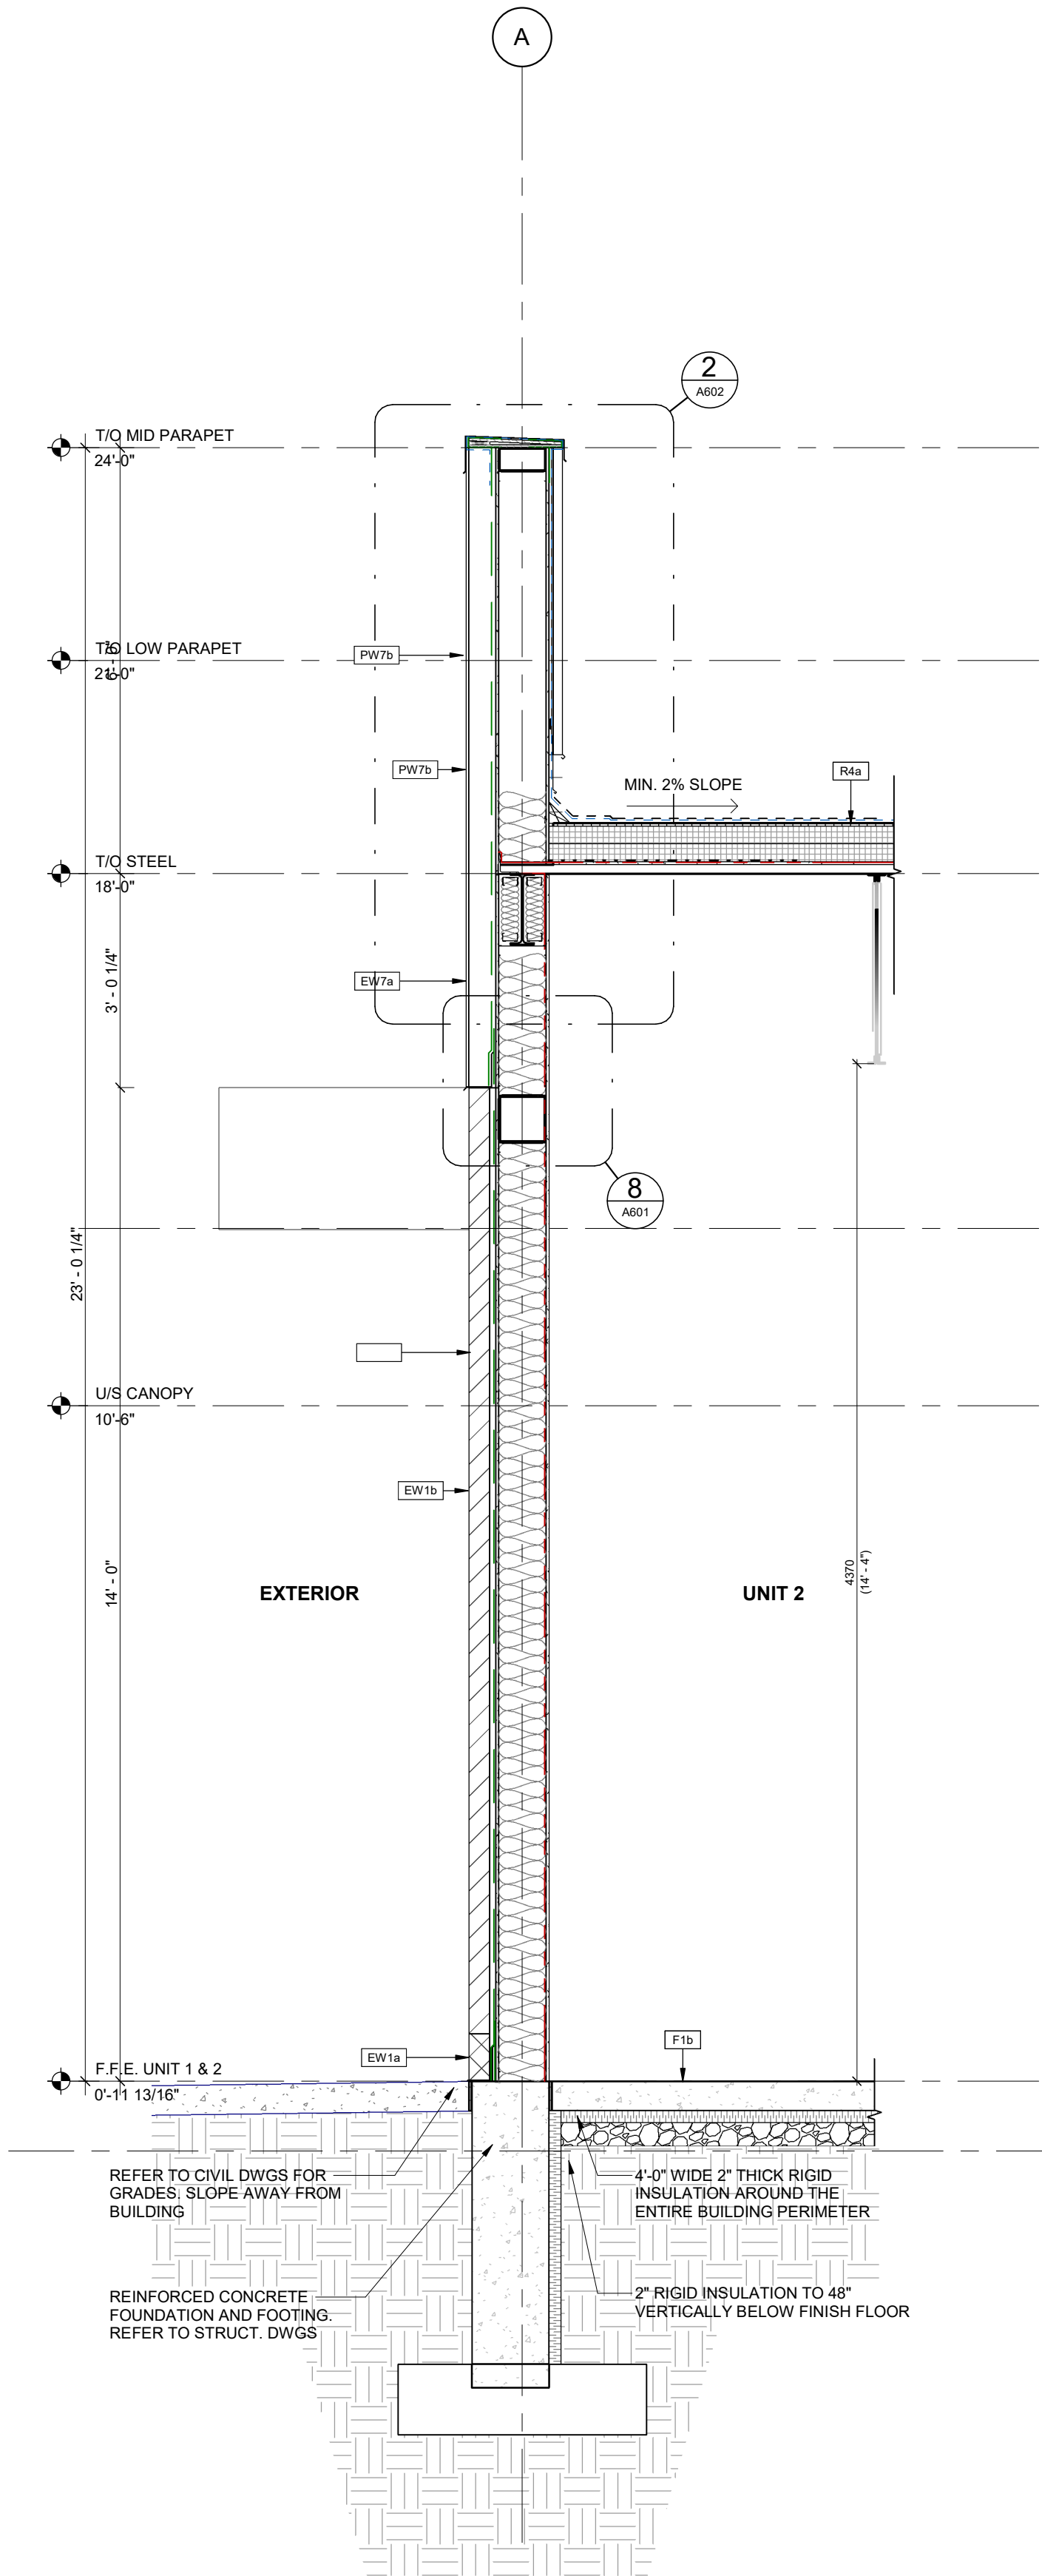 A
2
A602
T/O MID PARAPET
24'-0"
T/O LOW PARAPET
21'-0"
6' - 0"
PW7b
PW7b
MIN. 2% SLOPE
R4a
T/O STEEL
18'-0"
3' - 0 1/4"
EW7a
8
A601
23' - 0 1/4"
U/S CANOPY
10'-6"
EW1b
14' - 0"
EXTERIOR
UNIT 2
4370
(14' - 4")
F.F.E. UNIT 1 & 2
0'-11 13/16"
EW1a
F1b
REFER TO CIVIL DWGS FOR
GRADES. SLOPE AWAY FROM
BUILDING
4'-0" WIDE 2" THICK RIGID
INSULATION AROUND THE
ENTIRE BUILDING PERIMETER
REINFORCED CONCRETE
FOUNDATION AND FOOTING.
REFER TO STRUCT. DWGS
2" RIGID INSULATION TO 48"
VERTICALLY BELOW FINISH FLOOR